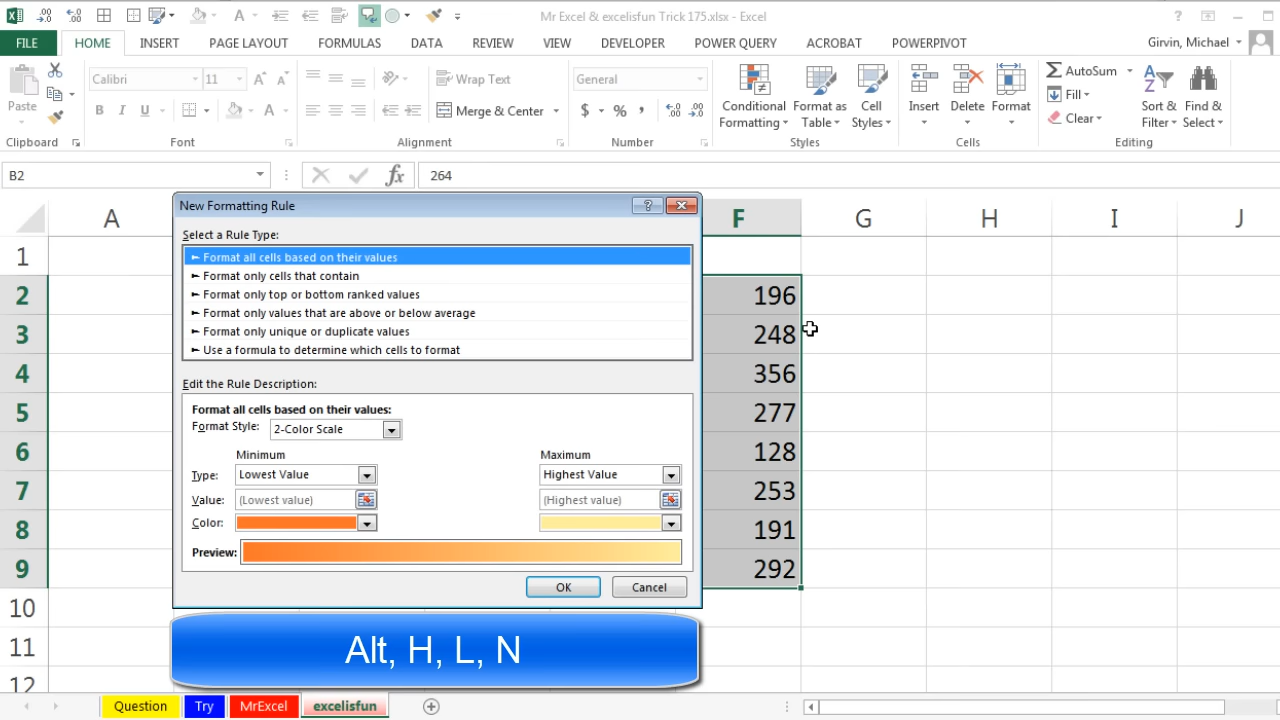 Mr Excel & excelisfun Trick 175.xlsx - Excel
FILE HOME INSERT PAGE LAYOUT FORMULAS DATA REVIEW VIEW DEVELOPER POWER QUERY ACROBAT POWERPIVOT Girvin, Michael
Paste
Calibri 11
B I U
Wrap Text
Merge & Center
General
$ % ,
Conditional Formatting
Format as Table
Cell Styles
Insert
Delete
Format
AutoSum
Fill
Clear
Sort & Filter
Find & Select
Clipboard Font Alignment Number Styles Cells Editing
B2 fx 264
A F G H I J
New Formatting Rule
Select a Rule Type:
► Format all cells based on their values
► Format only cells that contain
► Format only top or bottom ranked values
► Format only values that are above or below average
► Format only unique or duplicate values
► Use a formula to determine which cells to format
Edit the Rule Description:
Format all cells based on their values:
Format Style: 2-Color Scale
Minimum Maximum
Type: Lowest Value Highest Value
Value: (Lowest value) (Highest value)
Color:
Preview:
OK Cancel
1
2 196
3 248
4 356
5 277
6 128
7 253
8 191
9 292
10
11
12
Alt, H, L, N
Question Try MrExcel excelisfun